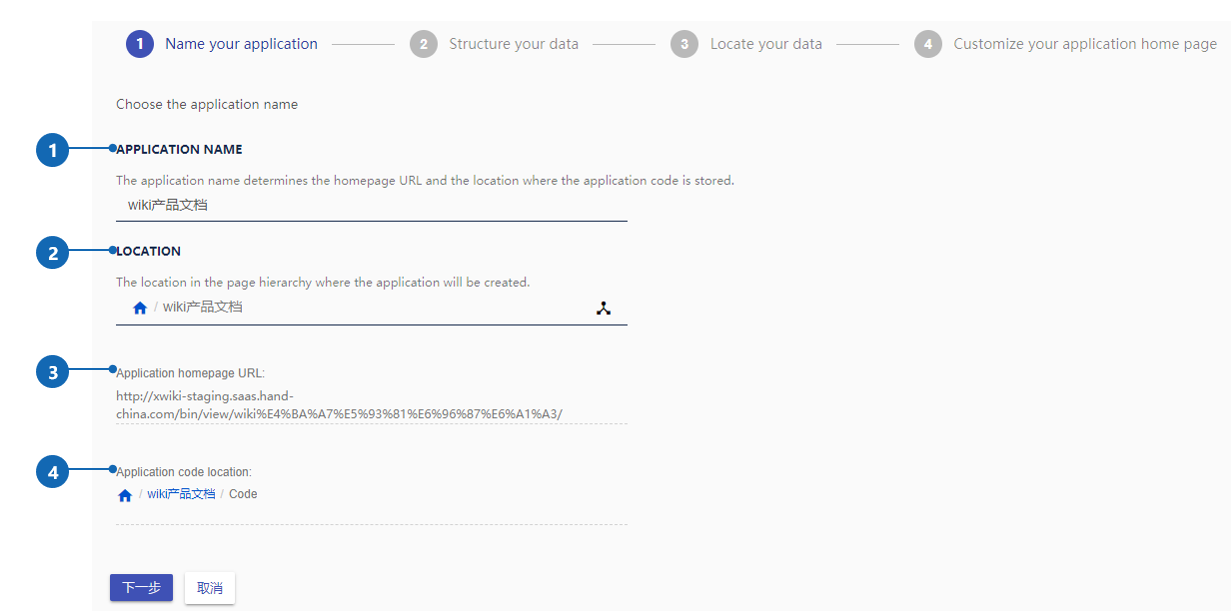 1 Name your application 2 Structure your data 3 Locate your data 4 Customize your application home page
Choose the application name
1 APPLICATION NAME
The application name determines the homepage URL and the location where the application code is stored.
wiki产品文档
2 LOCATION
The location in the page hierarchy where the application will be created.
/ wiki产品文档
3 Application homepage URL:
http://xwiki-staging.saas.hand-
china.com/bin/view/wiki%E4%BA%A7%E5%93%81%E6%96%87%E6%A1%A3/
4 Application code location:
/ wiki产品文档 / Code
下一步 取消